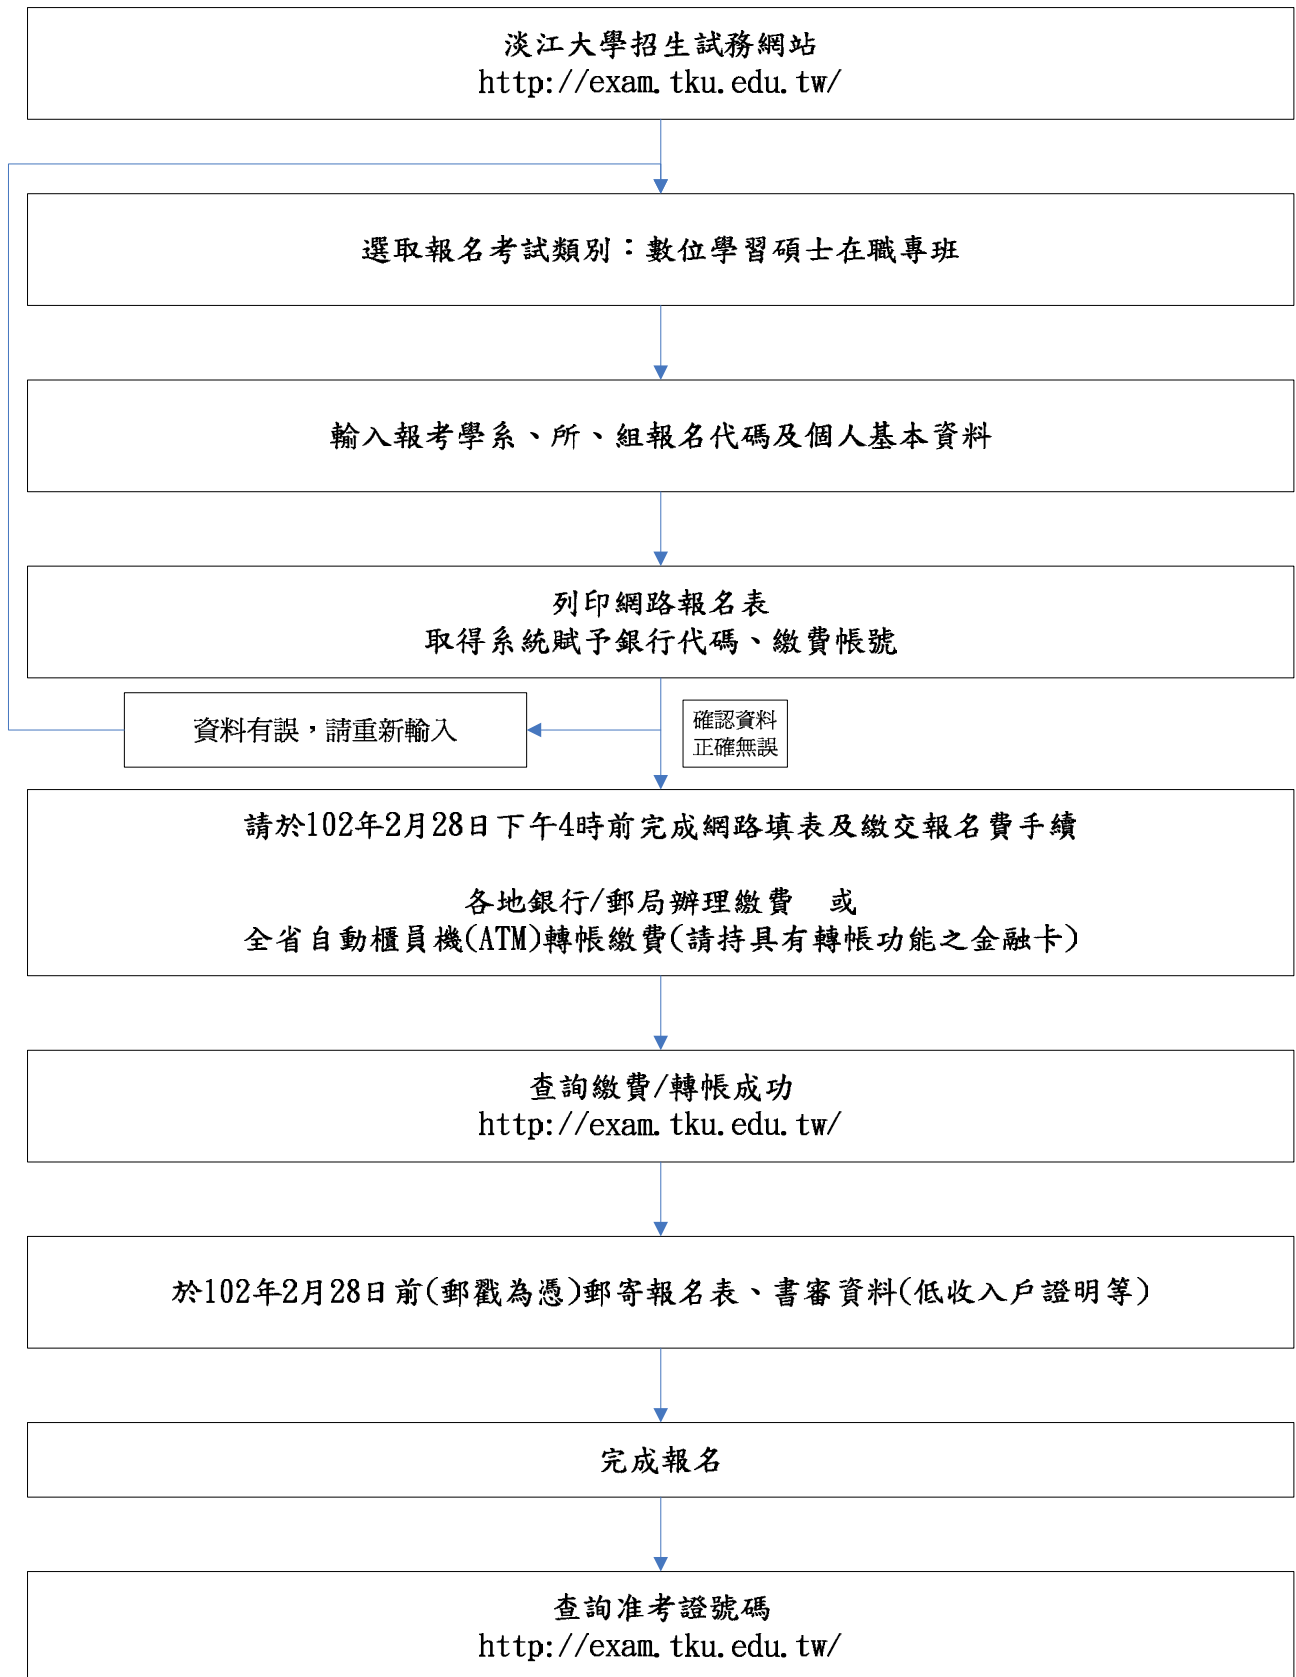 淡江大學招生試務網站
http://exam.tku.edu.tw/
選取報名考試類別：數位學習碩士在職專班
輸入報考學系、所、組報名代碼及個人基本資料
列印網路報名表
取得系統賦予銀行代碼、繳費帳號
資料有誤，請重新輸入
確認資料
正確無誤
請於102年2月28日下午4時前完成網路填表及繳交報名費手續
各地銀行/郵局辦理繳費　或
全省自動櫃員機(ATM)轉帳繳費(請持具有轉帳功能之金融卡)
查詢繳費/轉帳成功
http://exam.tku.edu.tw/
於102年2月28日前(郵戳為憑)郵寄報名表、書審資料(低收入戶證明等)
完成報名
查詢准考證號碼
http://exam.tku.edu.tw/